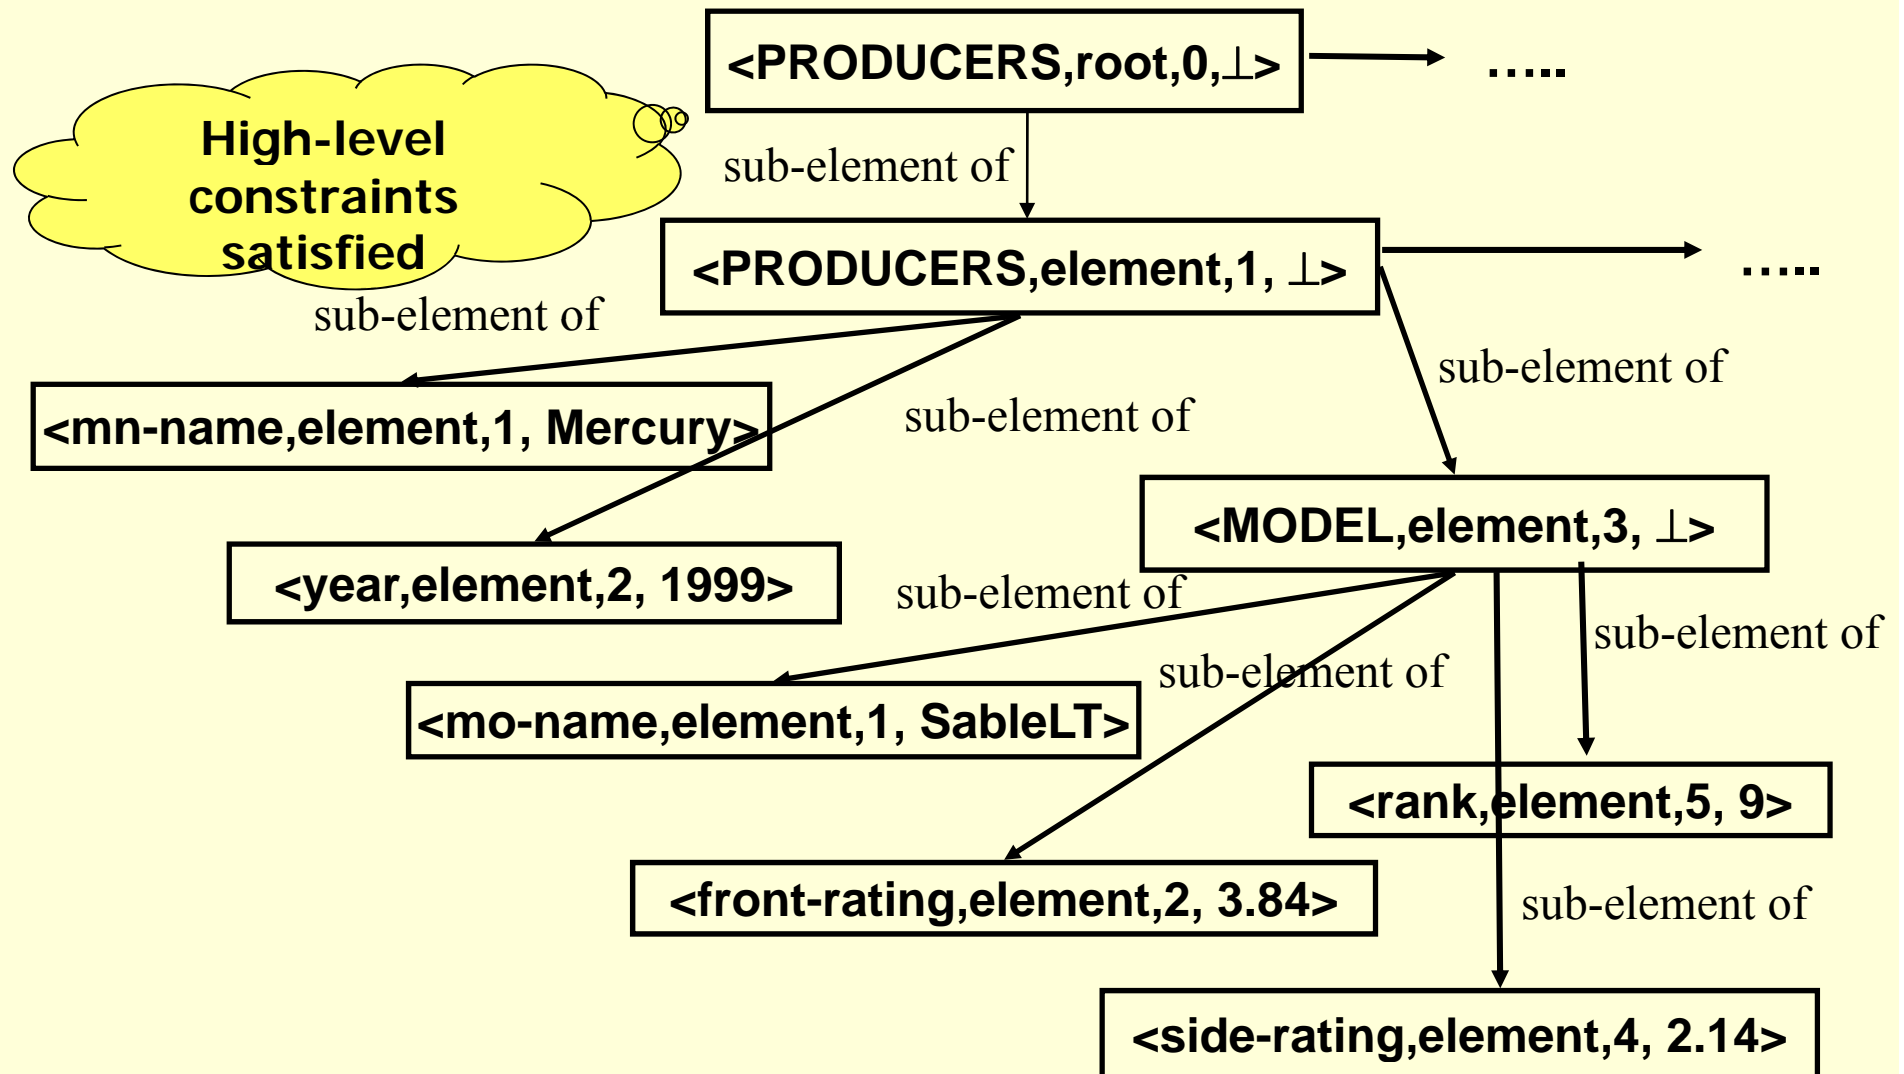 <PRODUCERS,root,0,⊥>
…..
High-level
constraints
satisfied
sub-element of
<PRODUCERS,element,1, ⊥>
…..
sub-element of
sub-element of
sub-element of
<mn-name,element,1, Mercury>
<MODEL,element,3, ⊥>
<year,element,2, 1999>
sub-element of
sub-element of
sub-element of
<mo-name,element,1, SableLT>
<rank,element,5, 9>
<front-rating,element,2, 3.84>
sub-element of
<side-rating,element,4, 2.14>